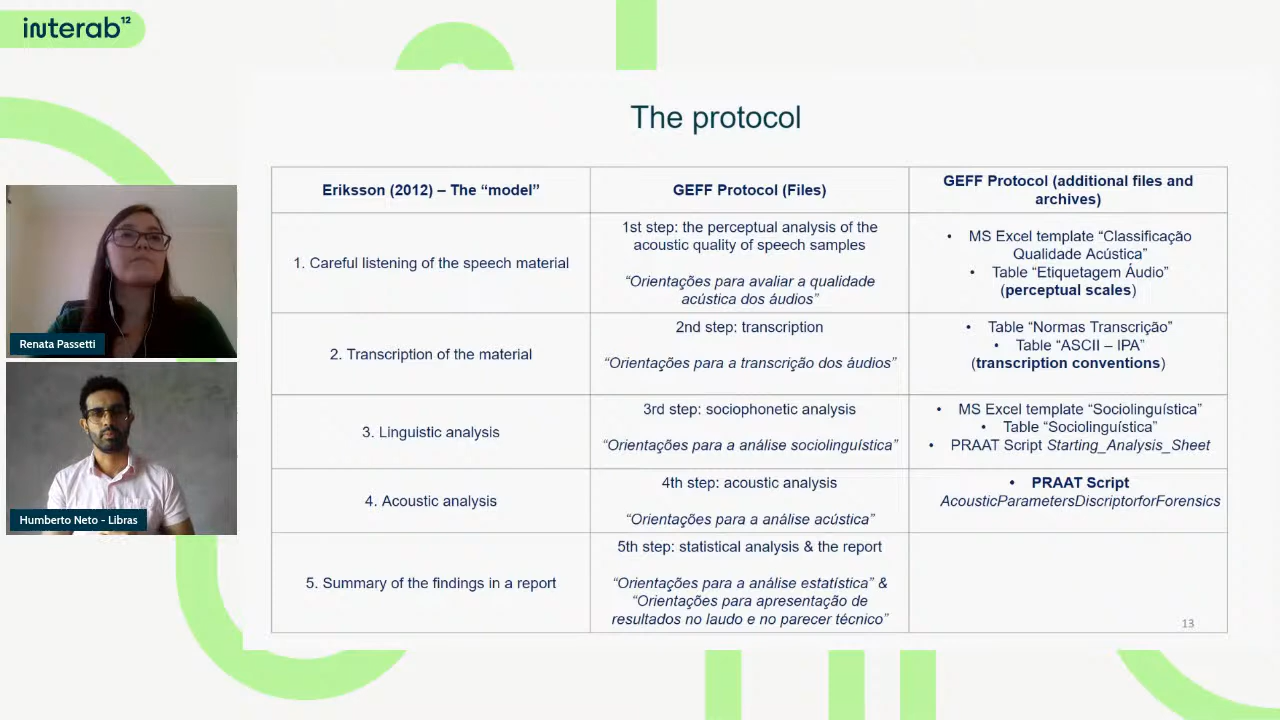 interab¹²
The protocol
Eriksson (2012) – The “model”
GEFF Protocol (Files)
GEFF Protocol (additional files and
archives)
1. Careful listening of the speech material
1st step: the perceptual analysis of the
acoustic quality of speech samples
“Orientações para avaliar a qualidade
acústica dos áudios”
• MS Excel template “Classificação
Qualidade Acústica”
• Table “Etiquetagem Áudio”
(perceptual scales)
2. Transcription of the material
2nd step: transcription
“Orientações para a transcrição dos áudios”
• Table “Normas Transcrição”
• Table “ASCII – IPA”
(transcription conventions)
3. Linguistic analysis
3rd step: sociophonetic analysis
“Orientações para a análise sociolinguística”
• MS Excel template “Sociolinguística”
• Table “Sociolinguística”
• PRAAT Script Starting_Analysis_Sheet
4. Acoustic analysis
4th step: acoustic analysis
“Orientações para a análise acústica”
• PRAAT Script
AcousticParametersDiscriptorforForensics
5. Summary of the findings in a report
5th step: statistical analysis & the report
“Orientações para a análise estatística” &
“Orientações para apresentação de
resultados no laudo e no parecer técnico”
13
Renata Passetti
Humberto Neto - Libras